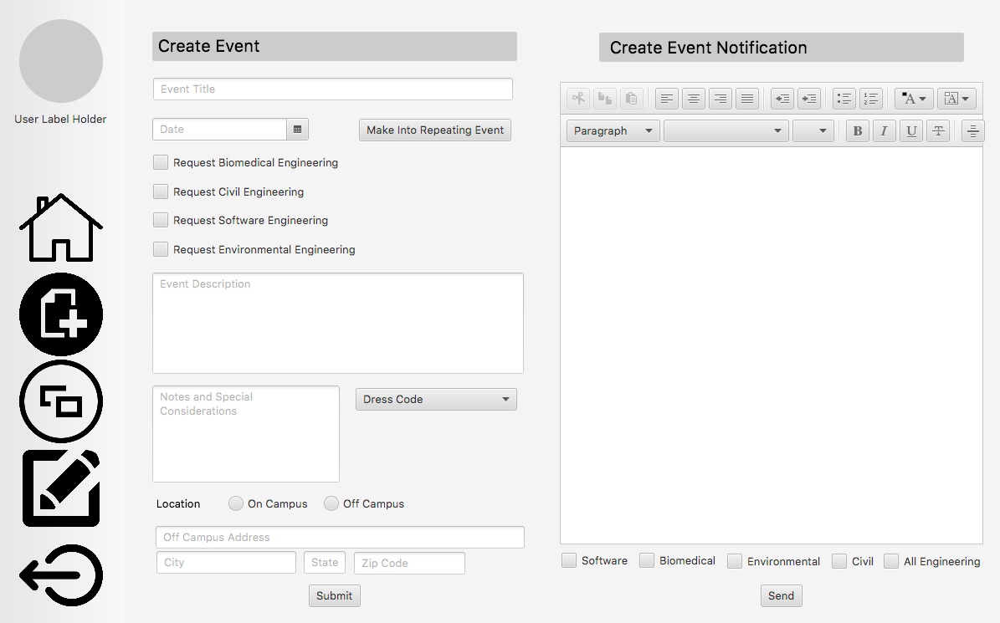 User Label Holder
Create Event
Event Title
Date
Make Into Repeating Event
Request Biomedical Engineering
Request Civil Engineering
Request Software Engineering
Request Environmental Engineering
Event Description
Notes and Special
Considerations
Dress Code
Location On Campus Off Campus
Off Campus Address
City State Zip Code
Submit
Create Event Notification
A A
Paragraph B I U T
Software Biomedical Environmental Civil All Engineering
Send